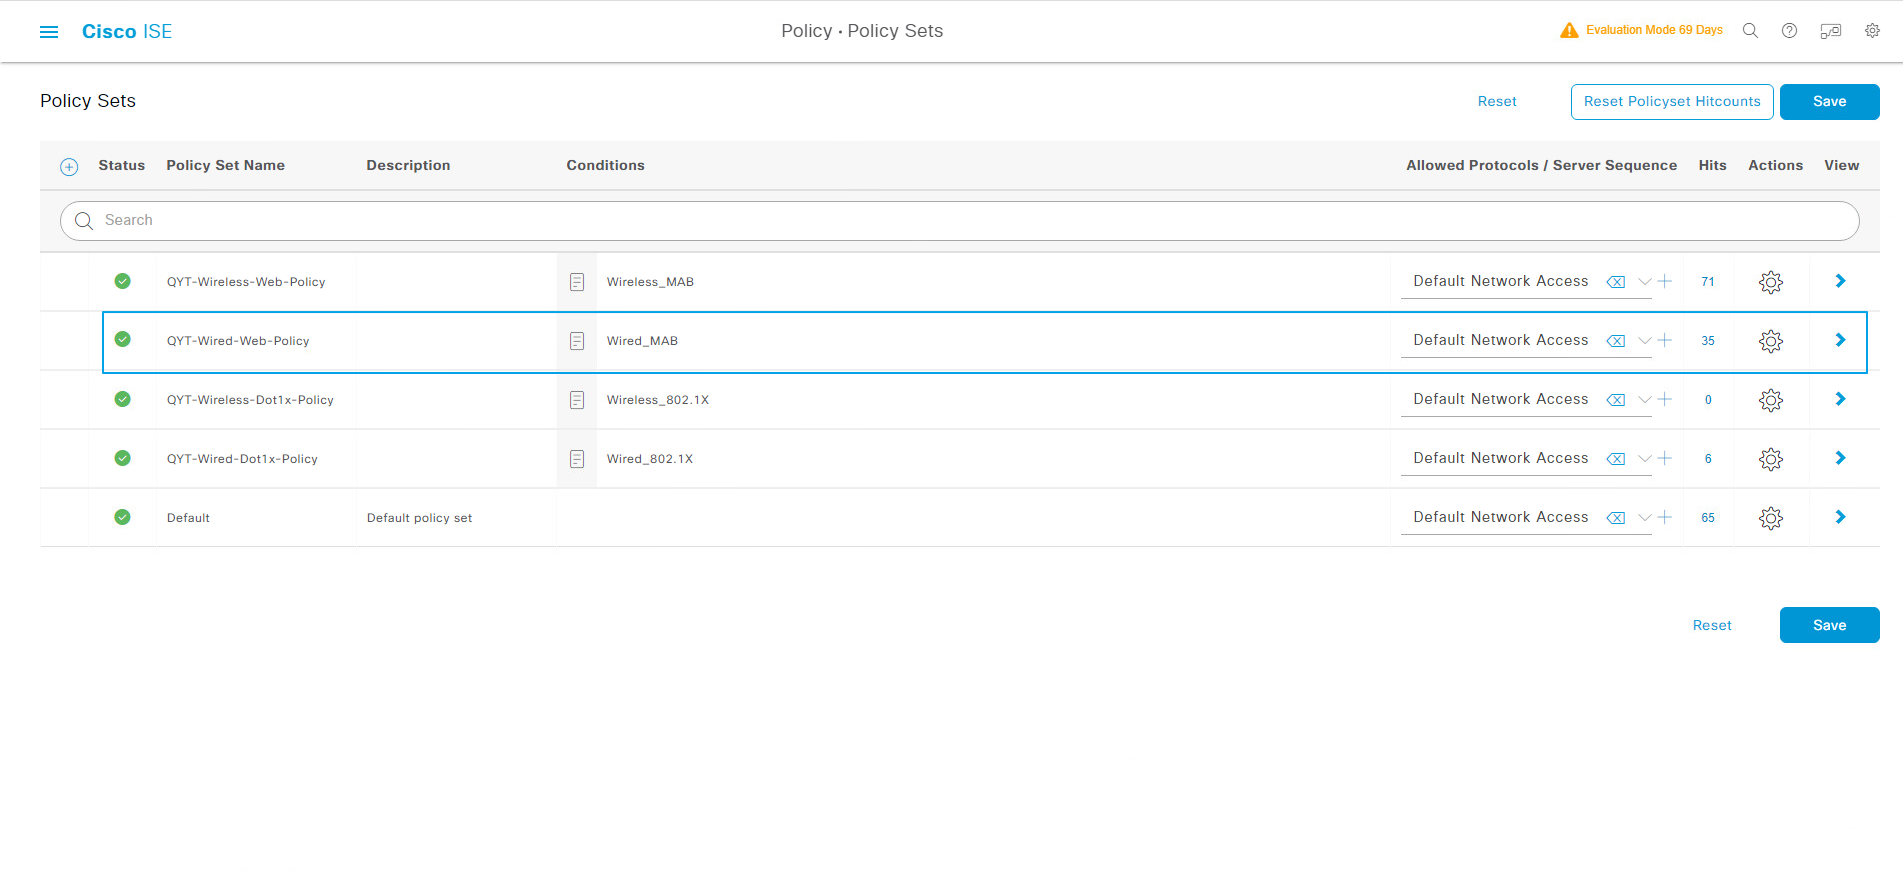 Cisco ISE
Policy · Policy Sets
Evaluation Mode 69 Days
Policy Sets
Reset
Reset Policyset Hitcounts
Save
Status Policy Set Name Description Conditions Allowed Protocols / Server Sequence Hits Actions View
Search
QYT-Wireless-Web-Policy Wireless_MAB Default Network Access 71
QYT-Wired-Web-Policy Wired_MAB Default Network Access 35
QYT-Wireless-Dot1x-Policy Wireless_802.1X Default Network Access 0
QYT-Wired-Dot1x-Policy Wired_802.1X Default Network Access 6
Default Default policy set Default Network Access 65
Reset
Save